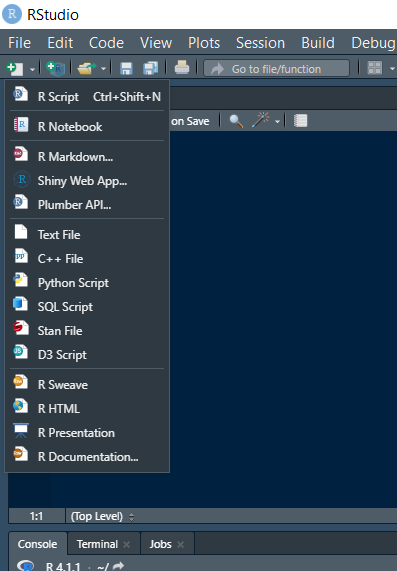 RStudio
File Edit Code View Plots Session Build Debug
Go to file/function
R Script Ctrl+Shift+N
on Save
R Notebook
R Markdown...
Shiny Web App...
Plumber API...
Text File
C++ File
Python Script
SQL Script
Stan File
D3 Script
R Sweave
R HTML
R Presentation
R Documentation...
1:1 (Top Level)
Console Terminal Jobs
R 4.1.1 · ~/